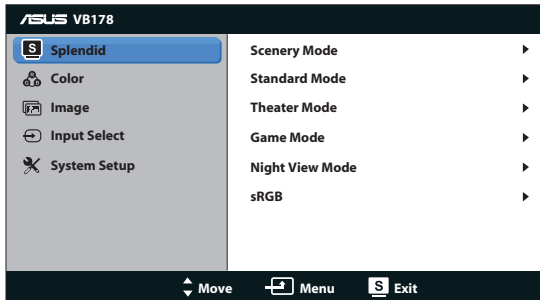 ASUS VB178
S Splendid
Color
Image
Input Select
System Setup
Scenery Mode
Standard Mode
Theater Mode
Game Mode
Night View Mode
sRGB
Move Menu S Exit